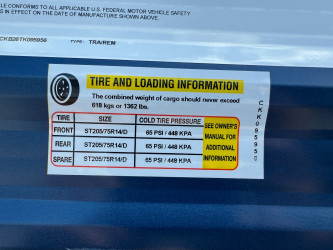 LE CONFORMS TO ALL APPLICABLE U.S. FEDERAL MOTOR VEHICLE SAFETY
S IN EFFECT ON THE DATE OF MANUFACTURE SHOWN ABOVE.
TYPE: TRA/REM
TIRE AND LOADING INFORMATION
The combined weight of cargo should never exceed
618 kgs or 1362 lbs.
TIRE SIZE COLD TIRE PRESSURE
FRONT ST205/75R14/D 65 PSI / 448 KPA
REAR ST205/75R14/D 65 PSI / 448 KPA
SPARE ST205/75R14/D 65 PSI / 448 KPA
SEE OWNER'S
MANUAL FOR
ADDITIONAL
INFORMATION